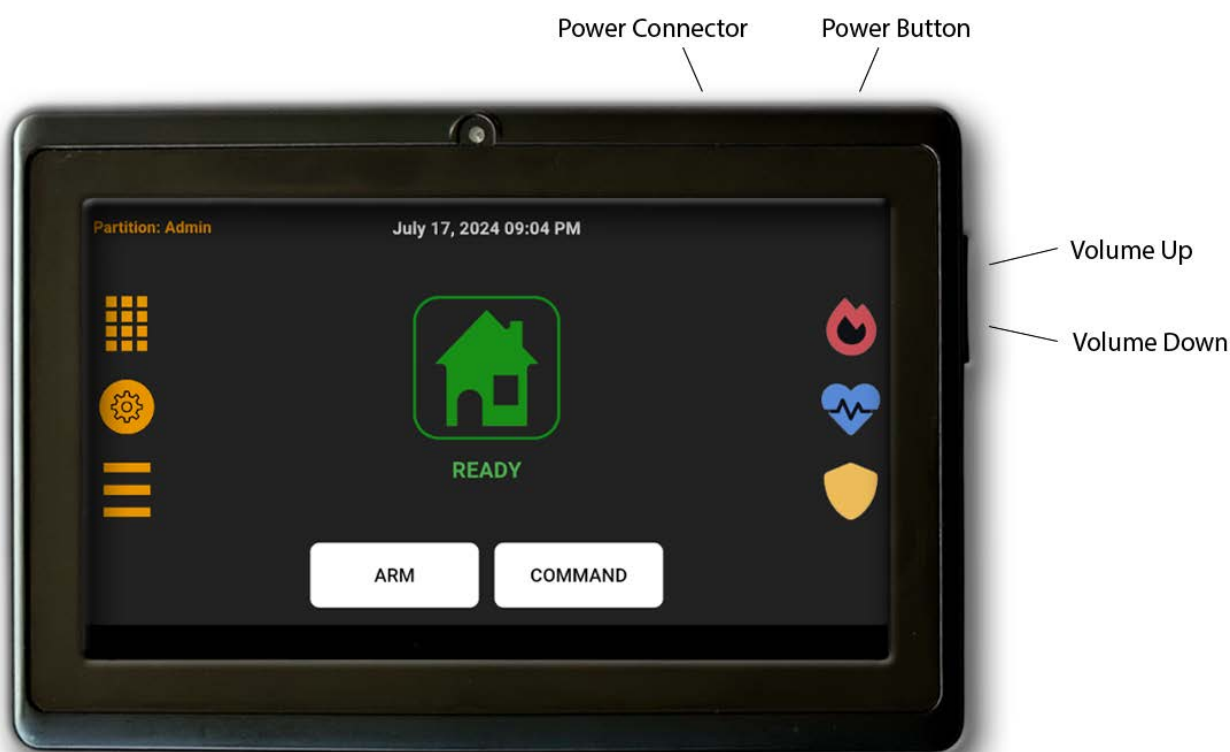 Power Connector
Power Button
Volume Up
Volume Down
Partition: Admin
July 17, 2024 09:04 PM
READY
ARM
COMMAND